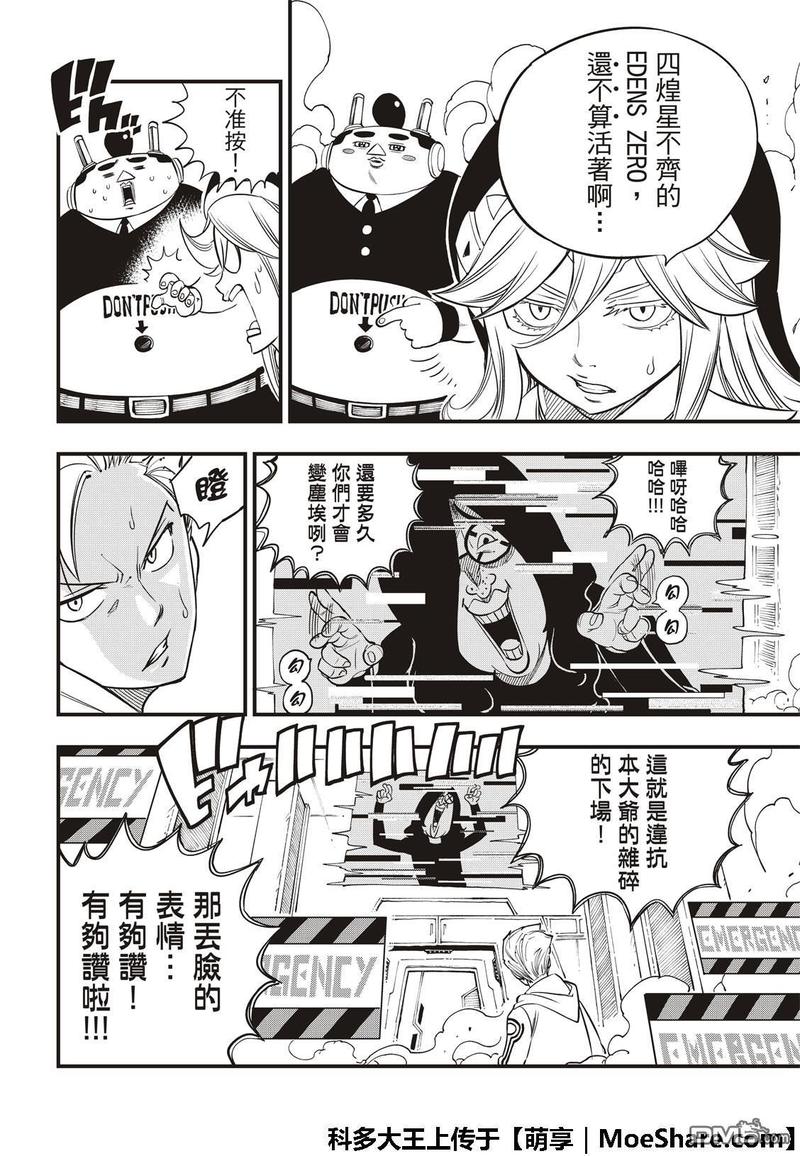 四煌星不齊的
EDENS ZERO，
還不算活著啊…
DON'T PUSH
不准按！
DON'T PUSH
嗶呀哈哈
哈哈!!!
勾
勾
勾
勾
還要多久
你們才會
變塵埃咧？
瞪
這就是違抗
本大爺的雜碎
的下場！
ドォ
EMERGENCY
EMERGENCY
GENCY
GENCY
那丟臉的
表情…
有夠讚！
有夠讚啦!!!
科多大王上传于【萌享｜MoeShare.com】